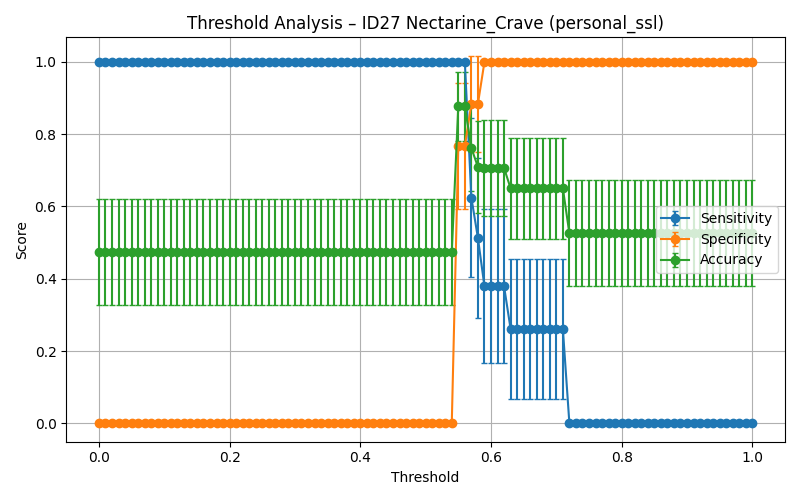 Threshold Analysis – ID27 Nectarine_Crave (personal_ssl)
Score
1.0
0.8
0.6
0.4
0.2
0.0
Sensitivity
Specificity
Accuracy
0.0 0.2 0.4 0.6 0.8 1.0
Threshold